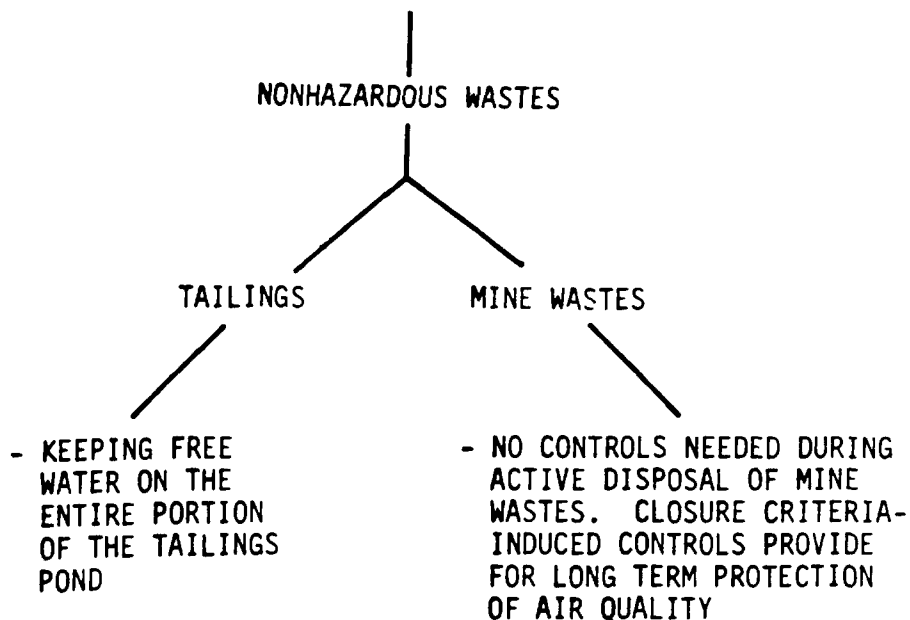 NONHAZARDOUS WASTES
TAILINGS
MINE WASTES
- KEEPING FREE
WATER ON THE
ENTIRE PORTION
OF THE TAILINGS
POND
- NO CONTROLS NEEDED DURING
ACTIVE DISPOSAL OF MINE
WASTES. CLOSURE CRITERIA-
INDUCED CONTROLS PROVIDE
FOR LONG TERM PROTECTION
OF AIR QUALITY